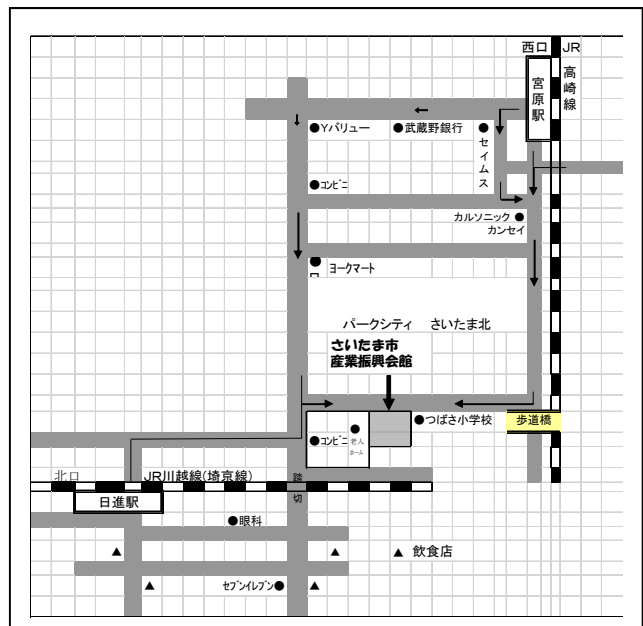 西口
JR
高崎線
宮原駅
●Yバリュー
●武蔵野銀行
●セイムス
●ｺﾝﾋﾞﾆ
カルソニック ●
カンセイ
● ヨークマート
パークシティ さいたま北
さいたま市
産業振興会館
●つばさ小学校
歩道橋
●ｺﾝﾋﾞﾆ
●
老人
ﾎｰﾑ
北口
JR川越線(埼京線)
踏切
日進駅
●眼科
▲
▲
▲ 飲食店
▲
ｾﾌﾞﾝｲﾚﾌﾞﾝ●
▲